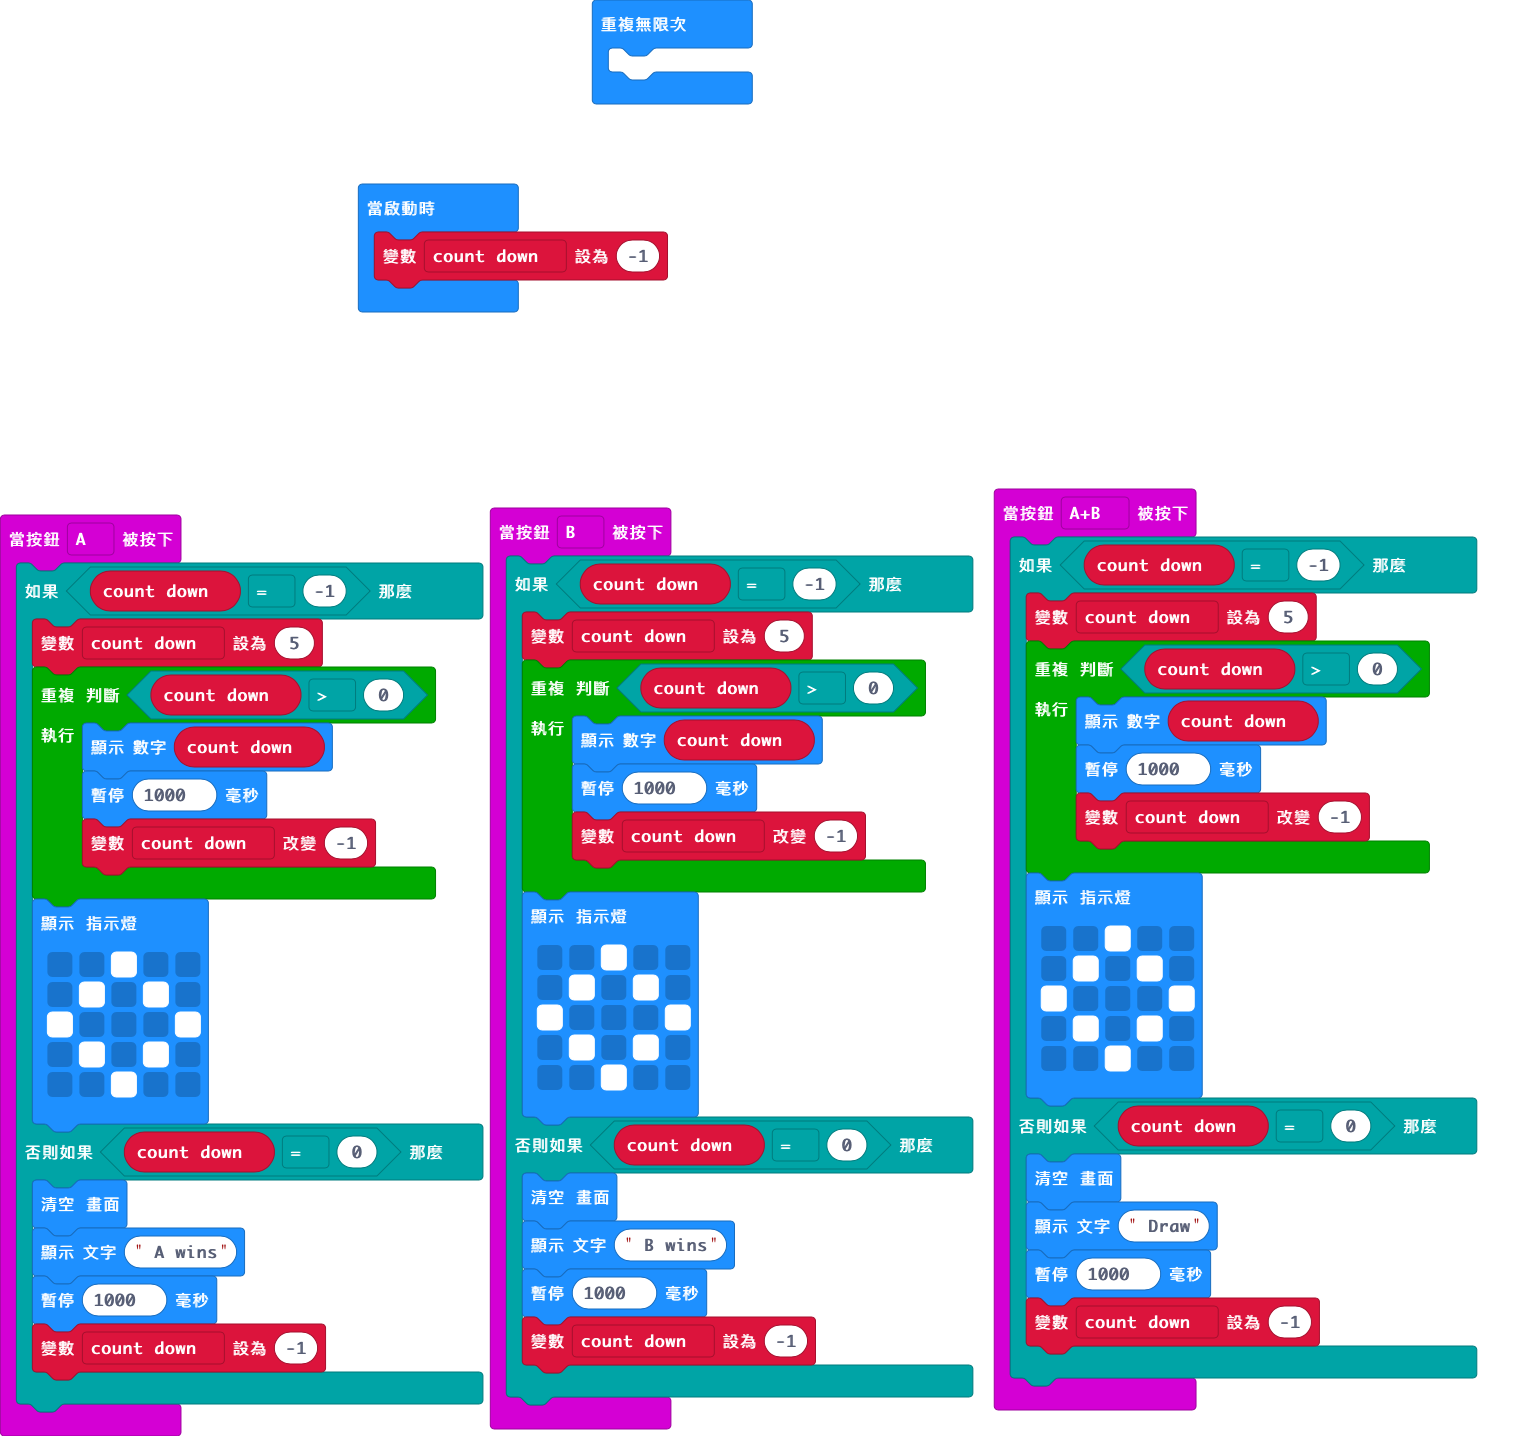 重複無限次
當啟動時
變數 count down 設為 -1
當按鈕 A 被按下
如果 count down = -1 那麼
變數 count down 設為 5
重複 判斷 count down > 0
執行
顯示 數字 count down
暫停 1000 毫秒
變數 count down 改變 -1
顯示 指示燈
否則如果 count down = 0 那麼
清空 畫面
顯示 文字 " A wins"
暫停 1000 毫秒
變數 count down 設為 -1
當按鈕 B 被按下
如果 count down = -1 那麼
變數 count down 設為 5
重複 判斷 count down > 0
執行
顯示 數字 count down
暫停 1000 毫秒
變數 count down 改變 -1
顯示 指示燈
否則如果 count down = 0 那麼
清空 畫面
顯示 文字 " B wins"
暫停 1000 毫秒
變數 count down 設為 -1
當按鈕 A+B 被按下
如果 count down = -1 那麼
變數 count down 設為 5
重複 判斷 count down > 0
執行
顯示 數字 count down
暫停 1000 毫秒
變數 count down 改變 -1
顯示 指示燈
否則如果 count down = 0 那麼
清空 畫面
顯示 文字 " Draw"
暫停 1000 毫秒
變數 count down 設為 -1